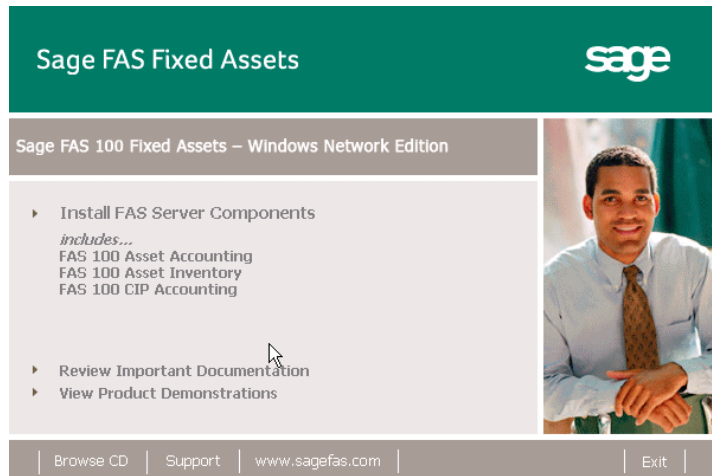 Sage FAS Fixed Assets
sage
Sage FAS 100 Fixed Assets – Windows Network Edition
Install FAS Server Components
includes...
FAS 100 Asset Accounting
FAS 100 Asset Inventory
FAS 100 CIP Accounting
Review Important Documentation
View Product Demonstrations
Browse CD | Support | www.sagefas.com | Exit